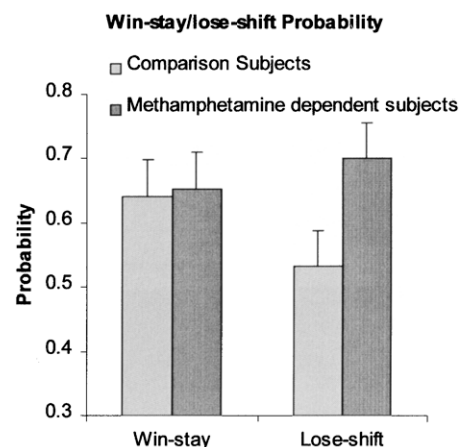 Win-stay/lose-shift Probability
Comparison Subjects
Methamphetamine dependent subjects
0.8
0.7
0.6
0.5
0.4
0.3
Probability
Win-stay
Lose-shift